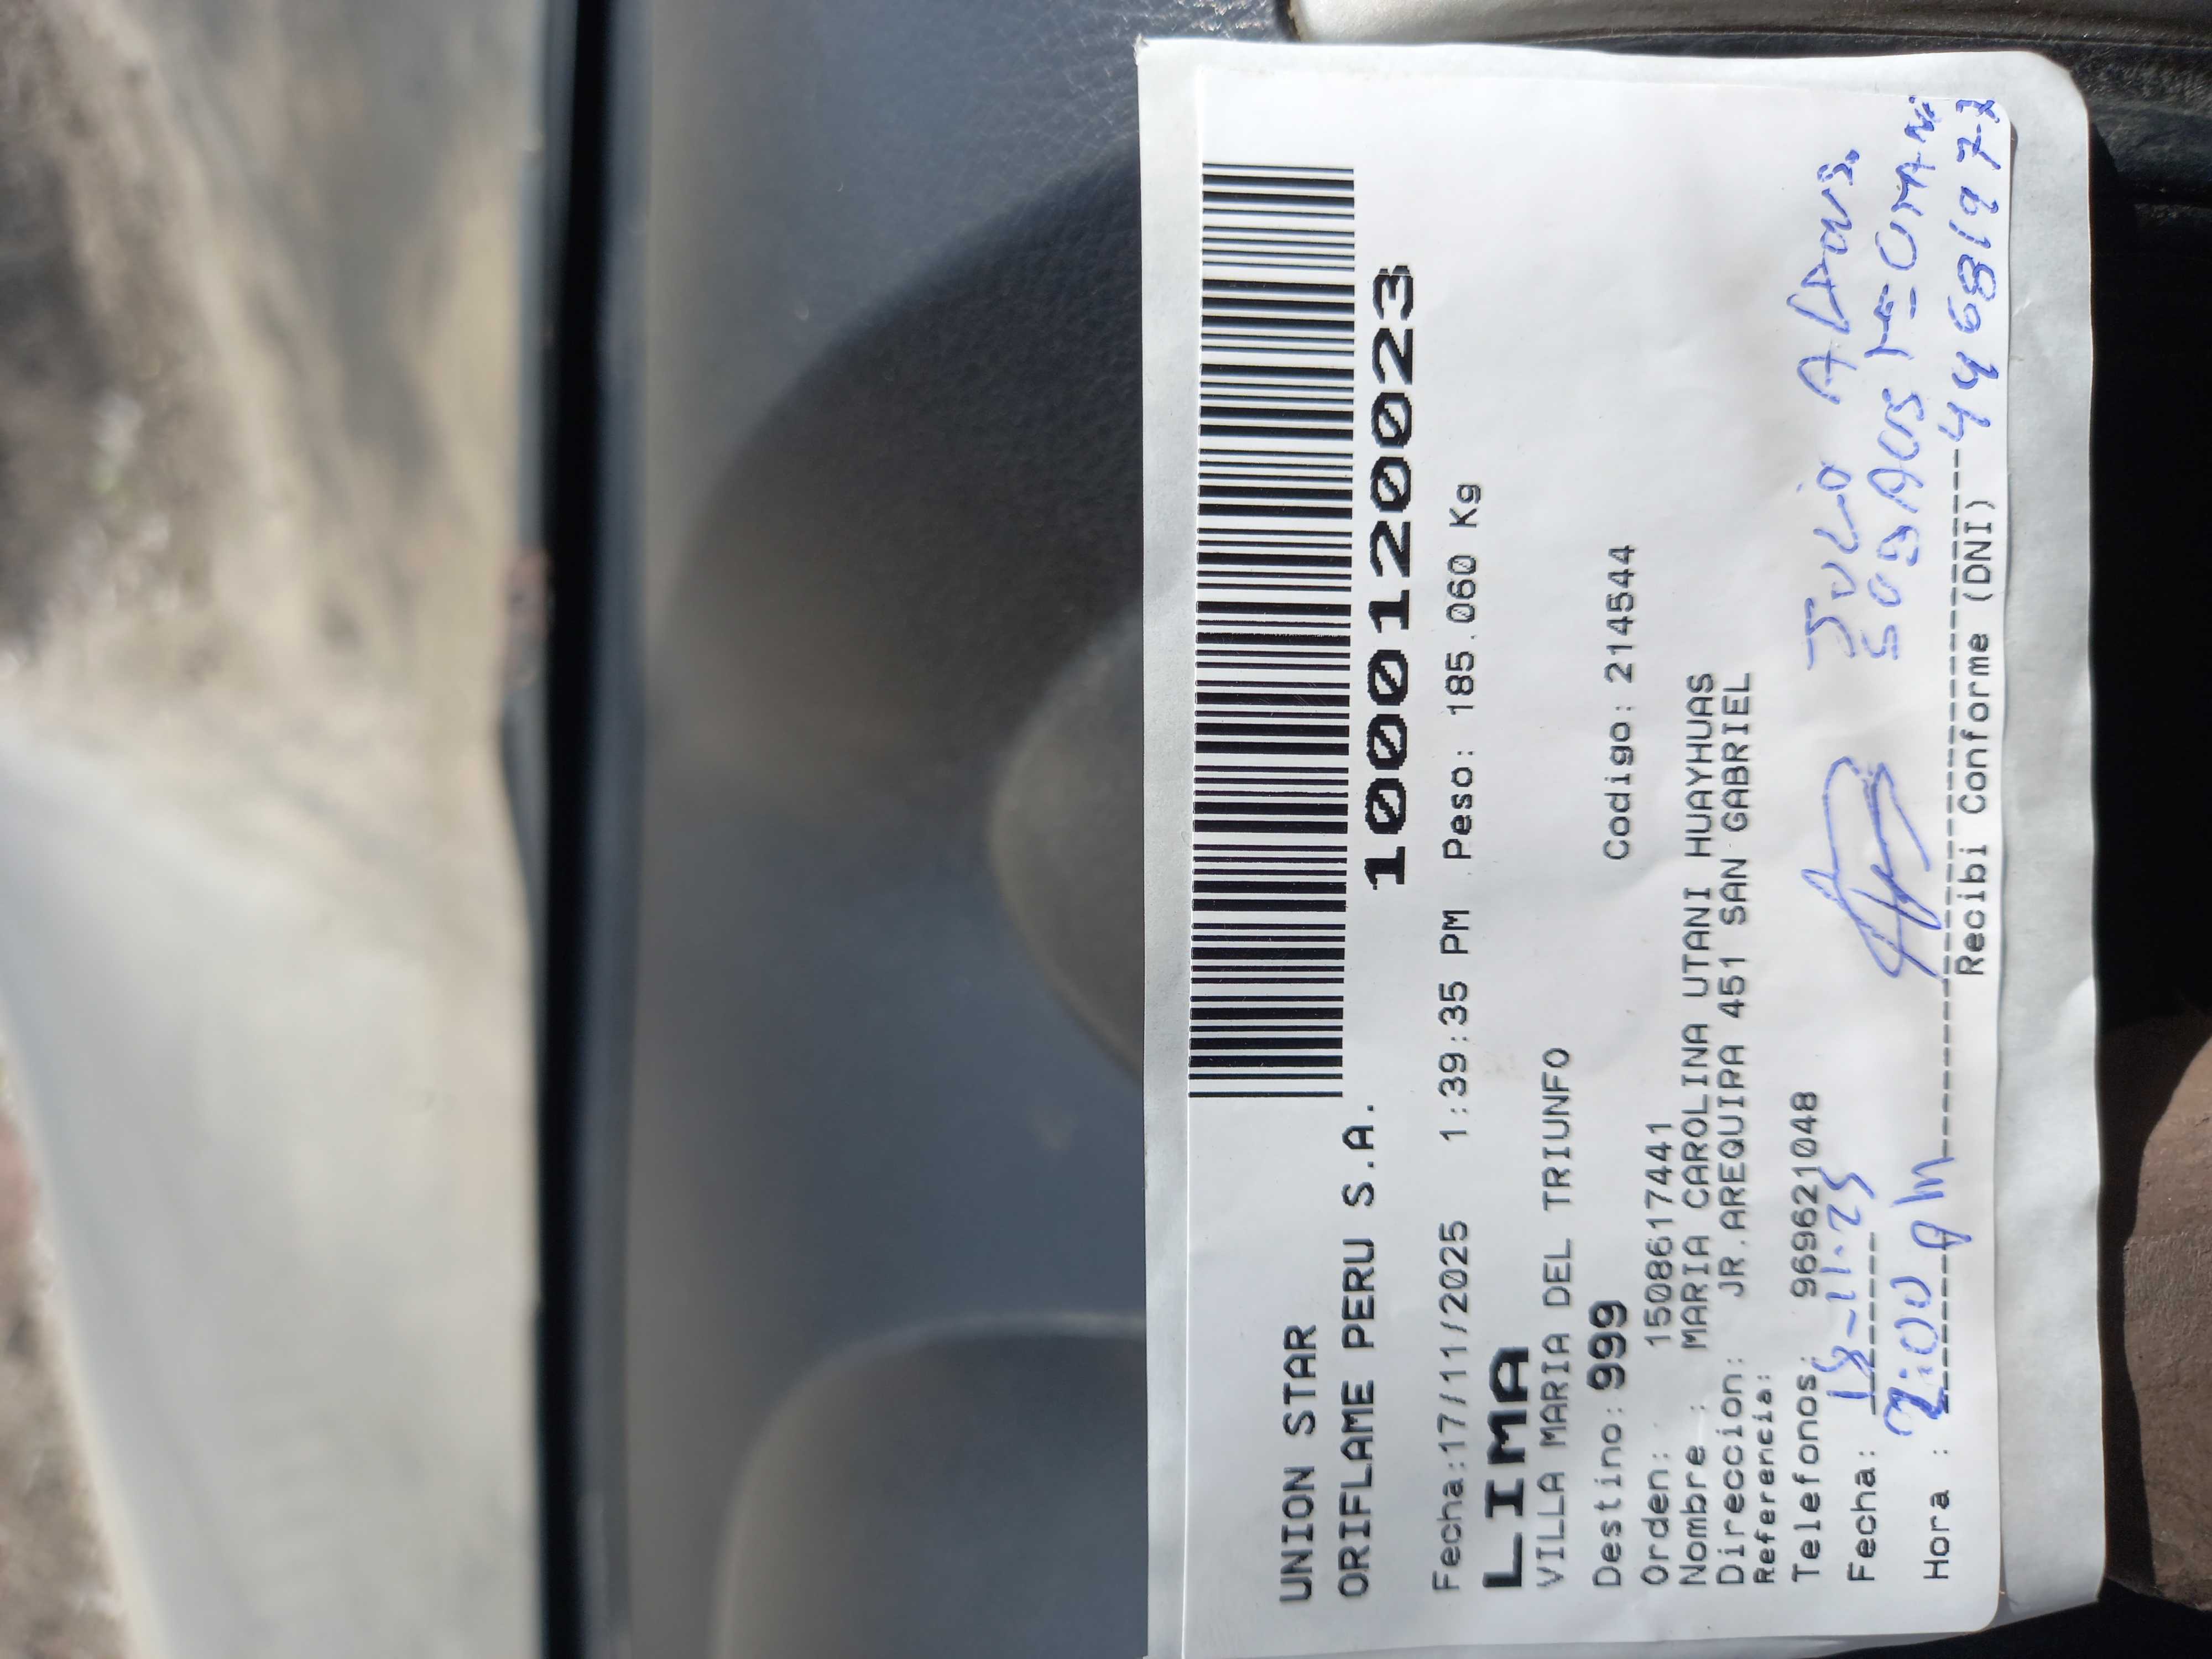 UNION STAR
ORIFLAME PERU S.A.
1000120023
Fecha:17/11/2025 1:39:35 PM Peso: 185.060 Kg
LIMA
VILLA MARIA DEL TRIUNFO
Destino:999 Codigo:214544
Orden: 1508617441
Nombre : MARIA CAROLINA UTANI HUAYHUAS
Direccion: JR.AREQUIPA 451 SAN GABRIEL
Referencia:
Telefonos: 969621048
JULIO
Fecha: 18-11-25
Hora : 2:00 pm
44681977
Recibi Conforme (DNI)